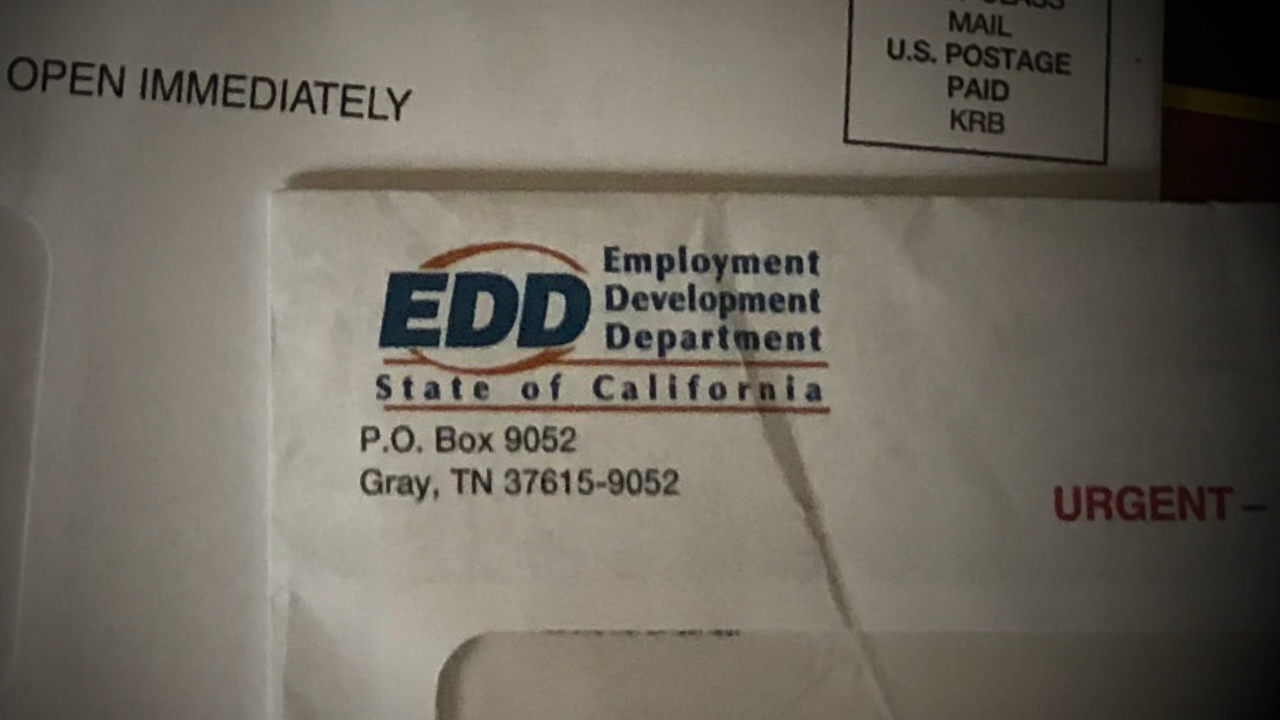 OPEN IMMEDIATELY
CLASS
MAIL
U.S. POSTAGE
PAID
KRB
EDD
Employment
Development
Department
State of California
P.O. Box 9052
Gray, TN 37615-9052
URGENT –